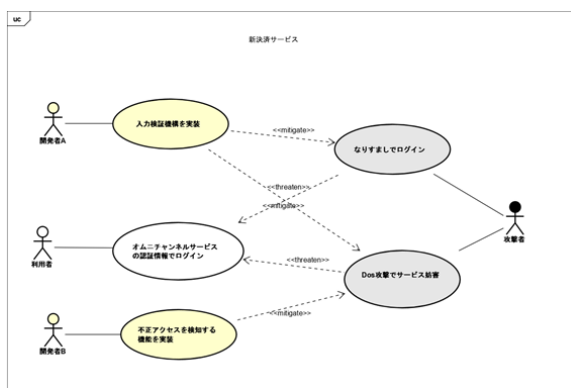 uc
新決済サービス
入力検証機構を実装
開発者A
<<mitigate>>
なりすましでログイン
<<threaten>>
<<mitigate>>
攻撃者
オムニチャンネルサービス
の認証情報でログイン
利用者
<<threaten>>
Dos攻撃でサービス妨害
<<mitigate>>
不正アクセスを検知する
機能を実装
開発者B